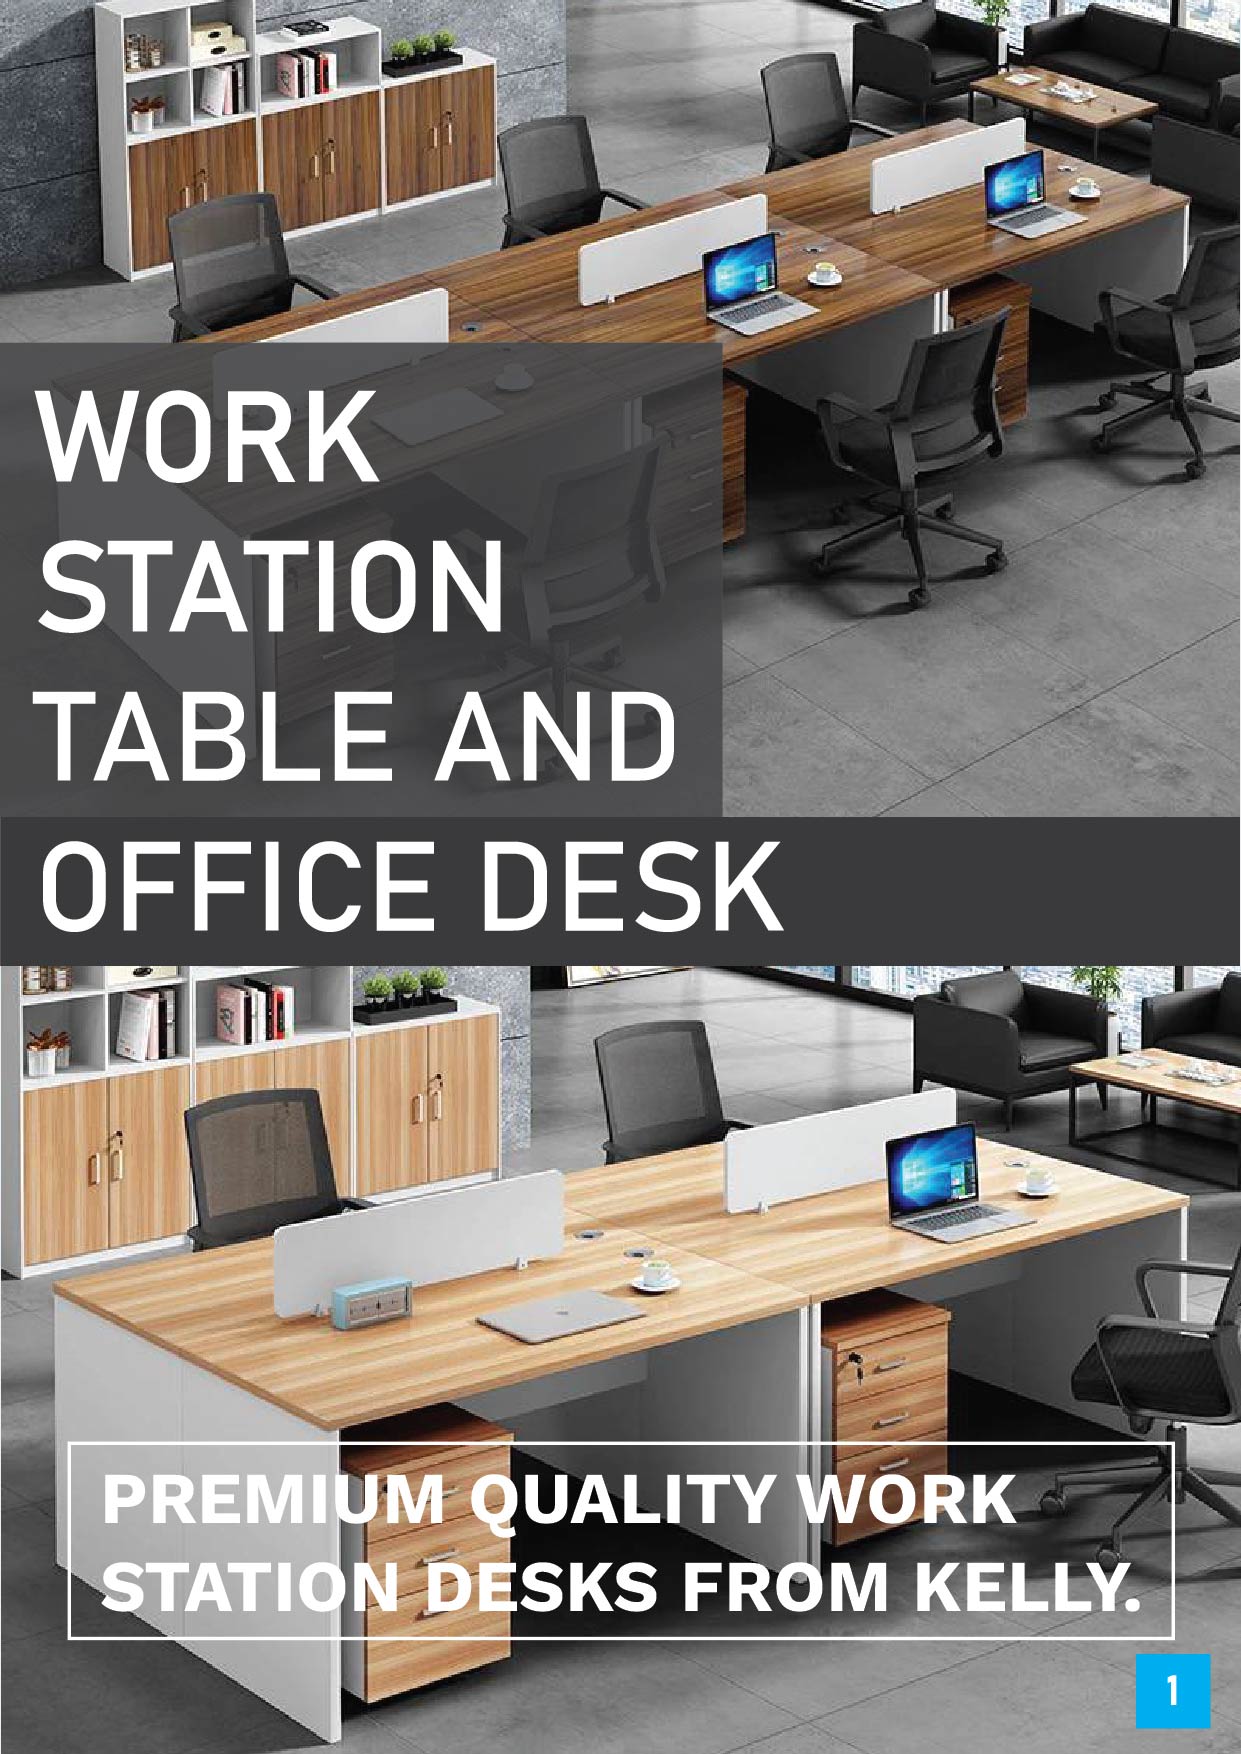 WORK
STATION
TABLE AND
OFFICE DESK
PREMIUM QUALITY WORK
STATION DESKS FROM KELLY.
1